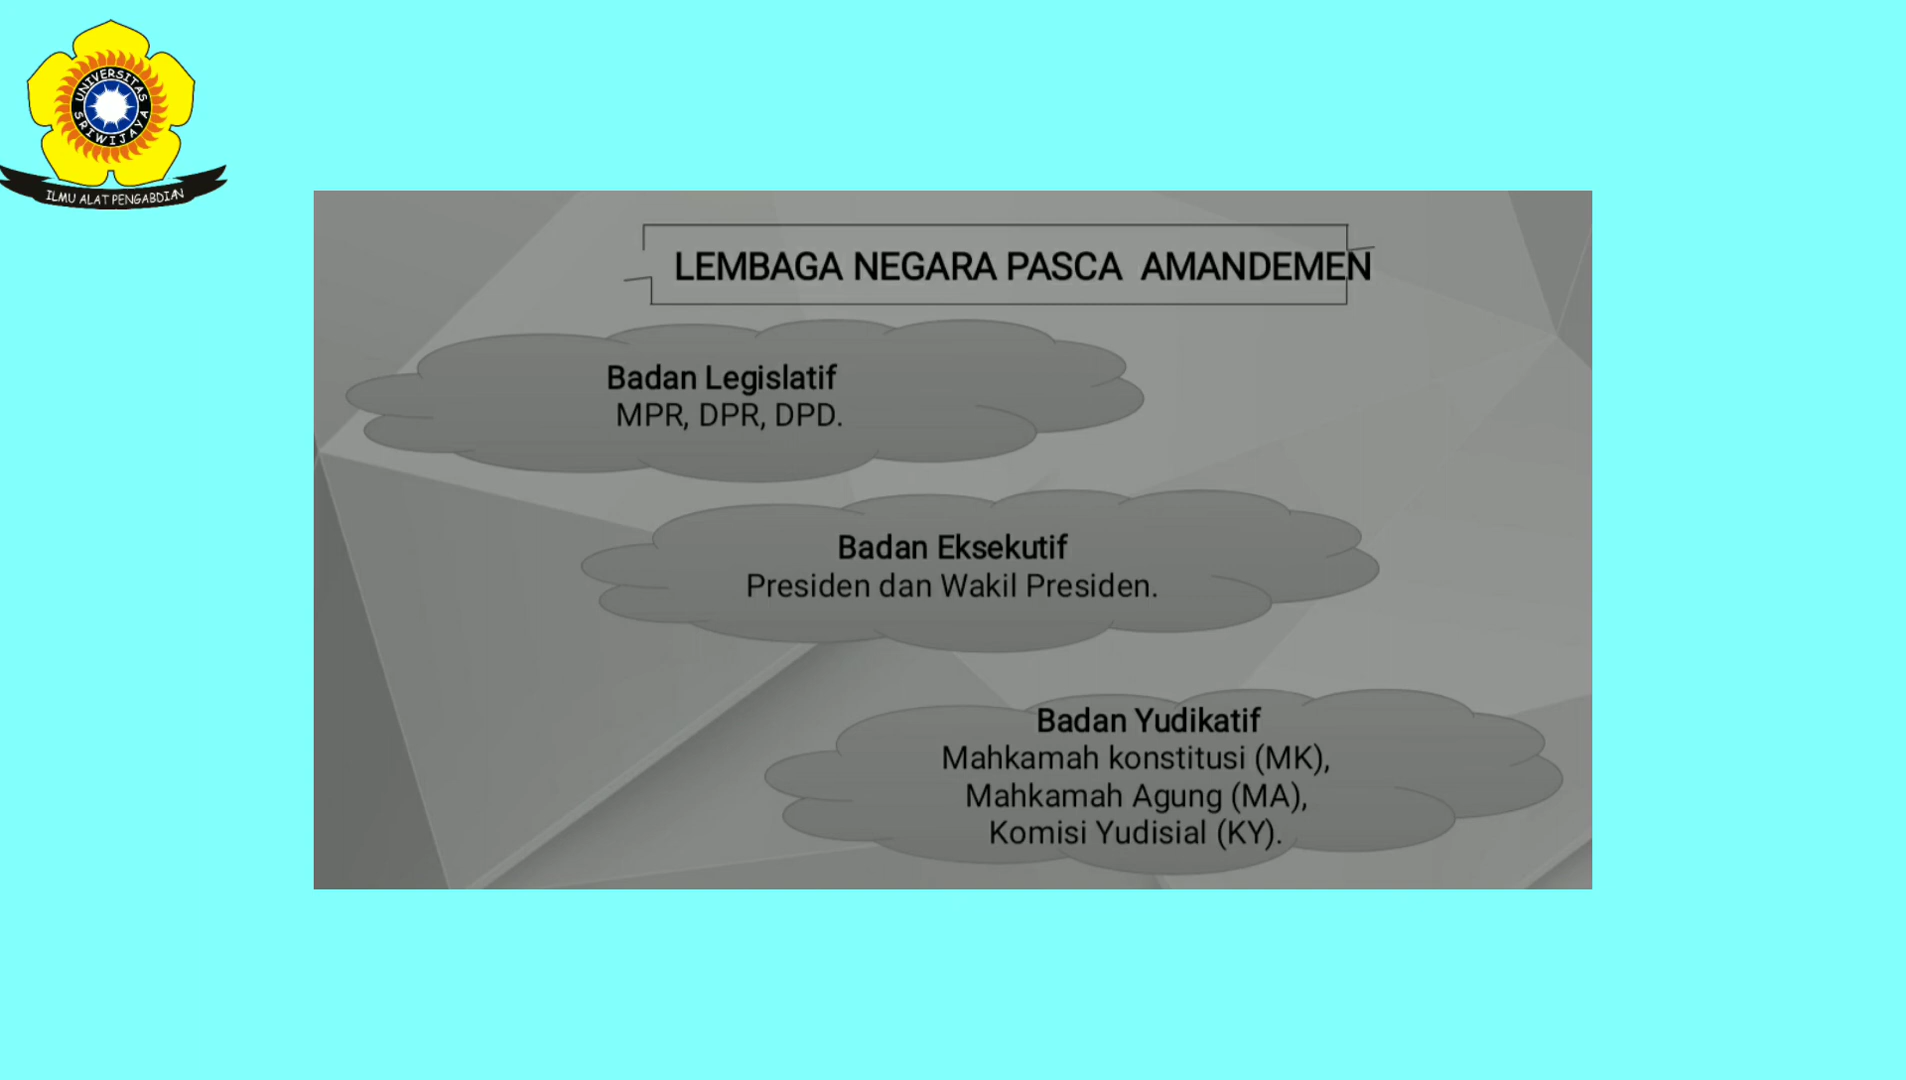 UNIVERSITAS
SRIWIJAYA
ILMU ALAT PENGABDIAN
LEMBAGA NEGARA PASCA AMANDEMEN
Badan Legislatif
MPR, DPR, DPD.
Badan Eksekutif
Presiden dan Wakil Presiden.
Badan Yudikatif
Mahkamah konstitusi (MK),
Mahkamah Agung (MA),
Komisi Yudisial (KY).